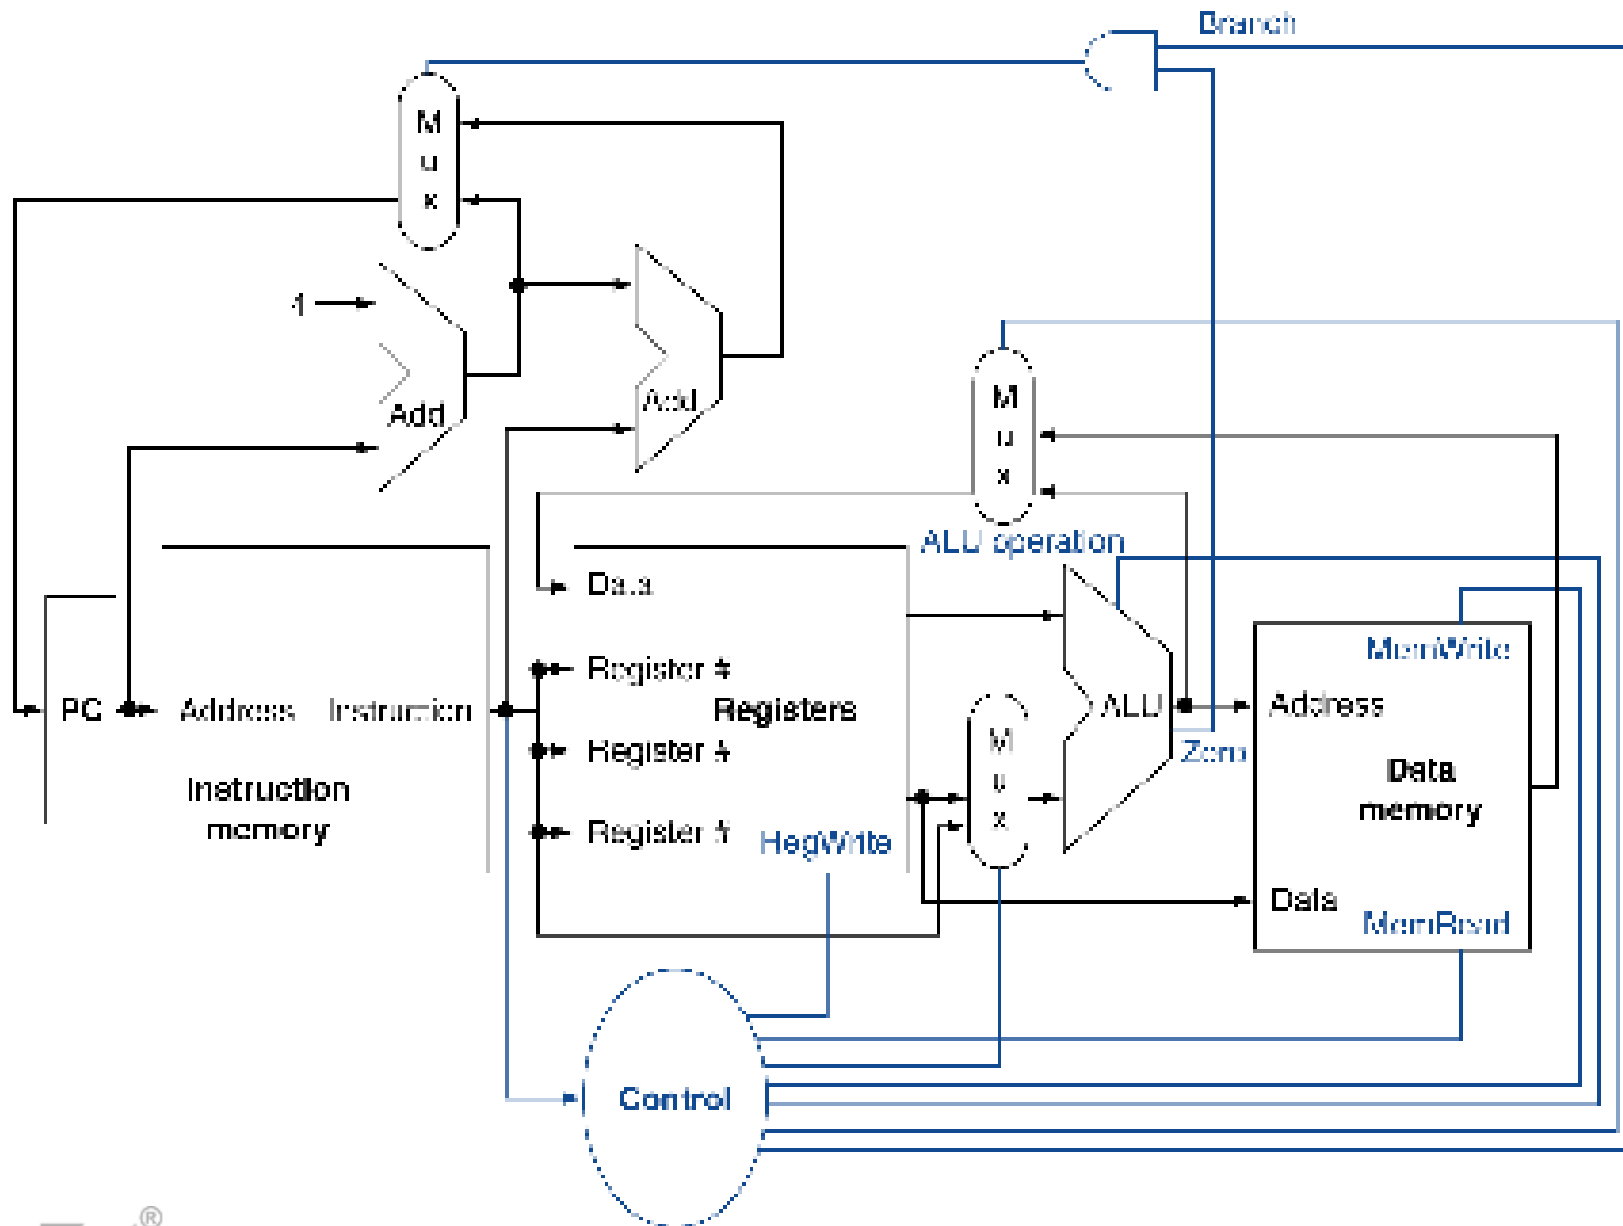 Branch
M
u
x
4
Add
Add
M
u
x
ALU operation
Data
MemWrite
Register #
PC
Address
Instruction
Registers
ALU
Address
M
u
x
Register #
Zero
Instruction
memory
Data
memory
Register #
RegWrite
Data
MemRead
Control
®